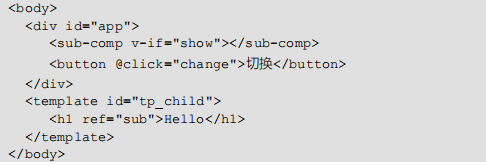 <body>
<div id="app">
<sub-comp v-if="show"></sub-comp>
<button @click="change">切换</button>
</div>
<template id="tp_child">
<h1 ref="sub">Hello</h1>
</template>
</body>